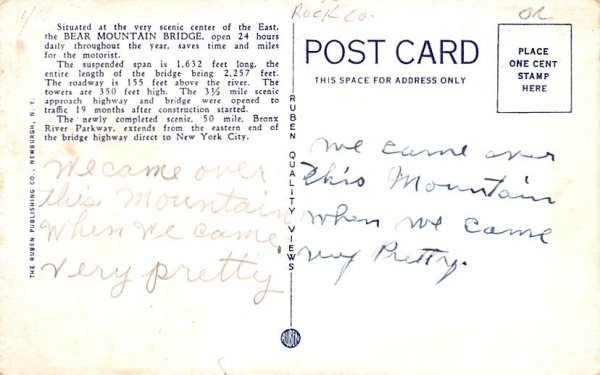 1/
Rock Co.
OR
Situated at the very scenic center of the East,
the BEAR MOUNTAIN BRIDGE, open 24 hours
daily throughout the year, saves time and miles
for the motorist.
The suspended span is 1,632 feet long, the
entire length of the bridge being 2,257 feet.
The roadway is 155 feet above the river. The
towers are 350 feet high. The 3½ mile scenic
approach highway and bridge were opened to
traffic 19 months after construction started.
The newly completed scenic, 50 mile, Bronx
River Parkway, extends from the eastern end of
the bridge highway direct to New York City.
We came over
this Mountain
When We came
very pretty
THE RUBEN PUBLISHING CO., NEWBURGH, N. Y.
RUBEN QUALITY VIEWS
RUBEN
POST CARD
THIS SPACE FOR ADDRESS ONLY
PLACE
ONE CENT
STAMP
HERE
We came over
this Mountain
When We came
very Pretty.